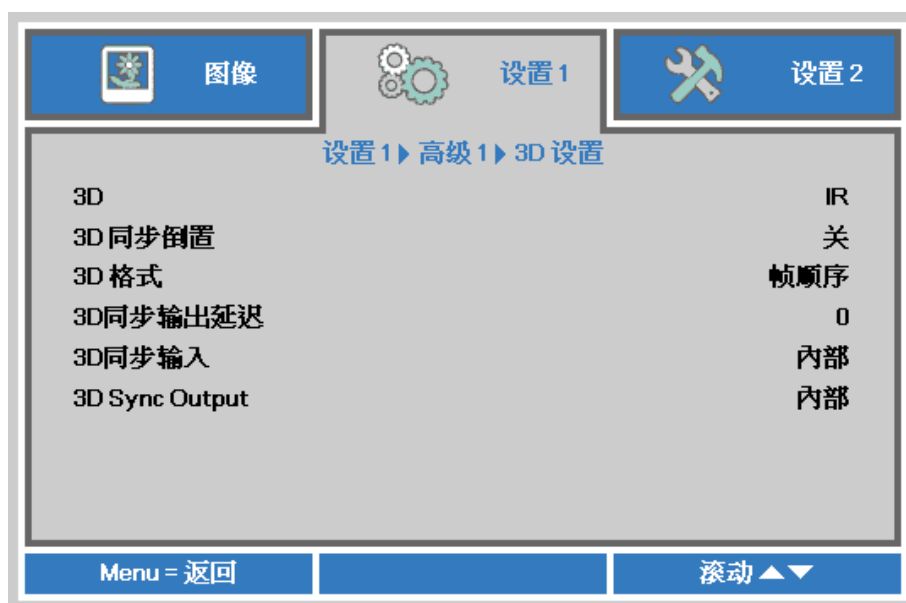 图像
设置 1
设置 2
设置 1 ▶ 高级 1 ▶ 3D 设置
3D IR
3D 同步倒置 关
3D 格式 帧顺序
3D同步输出延迟 0
3D同步输入 内部
3D Sync Output 内部
Menu = 返回
滚动 ▲▼